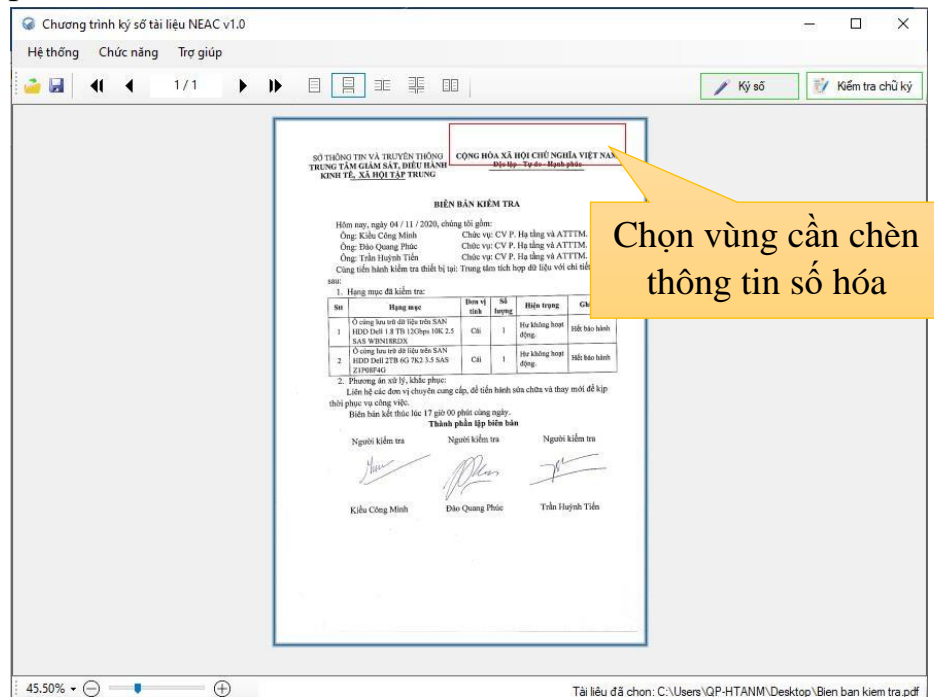 Chương trình ký số tài liệu NEAC v1.0
Hệ thống Chức năng Trợ giúp
1 / 1 Ký số Kiểm tra chữ ký
SỞ THÔNG TIN VÀ TRUYỀN THÔNG CỘNG HÒA XÃ HỘI CHỦ NGHĨA VIỆT NAM
TRUNG TÂM GIÁM SÁT, ĐIỀU HÀNH Độc lập - Tự do - Hạnh phúc
KINH TẾ, XÃ HỘI TẬP TRUNG
BIÊN BẢN KIỂM TRA
Hôm nay, ngày 04 / 11 / 2020, chúng tôi gồm:
Ông: Kiều Công Minh Chức vụ: CV P. Hạ tầng và ATTTM.
Ông: Đào Quang Phúc Chức vụ: CV P. Hạ tầng và ATTTM.
Ông: Trần Huỳnh Tiến Chức vụ: CV P. Hạ tầng và ATTTM.
Cùng tiến hành kiểm tra thiết bị tại: Trung tâm tích hợp dữ liệu với chi tiết
sau:
1. Hạng mục đã kiểm tra:
Stt Hạng mục Đơn vị tính Số lượng Hiện trạng Gh
1 Ổ cứng lưu trữ dữ liệu trên SAN HDD Dell 1.8 TB 12Gbps 10K 2.5 SAS WBN18RDX Cái 1 Hư không hoạt động. Hết bảo hành
2 Ổ cứng lưu trữ dữ liệu trên SAN HDD Dell 2TB 6G 7K2 3.5 SAS Z1P08F4G Cái 1 Hư không hoạt động. Hết bảo hành
2. Phương án xử lý, khắc phục:
Liên hệ các đơn vị chuyên cung cấp, để tiến hành sửa chữa và thay mới để kịp
thời phục vụ công việc.
Biên bản kết thúc lúc 17 giờ 00 phút cùng ngày.
Thành phần lập biên bản
Người kiểm tra Người kiểm tra Người kiểm tra
Kiều Công Minh Đào Quang Phúc Trần Huỳnh Tiến
Chọn vùng cần chèn
thông tin số hóa
45.50% Tài liệu đã chọn: C:\Users\QP-HTANM\Desktop\Bien ban kiem tra.pdf